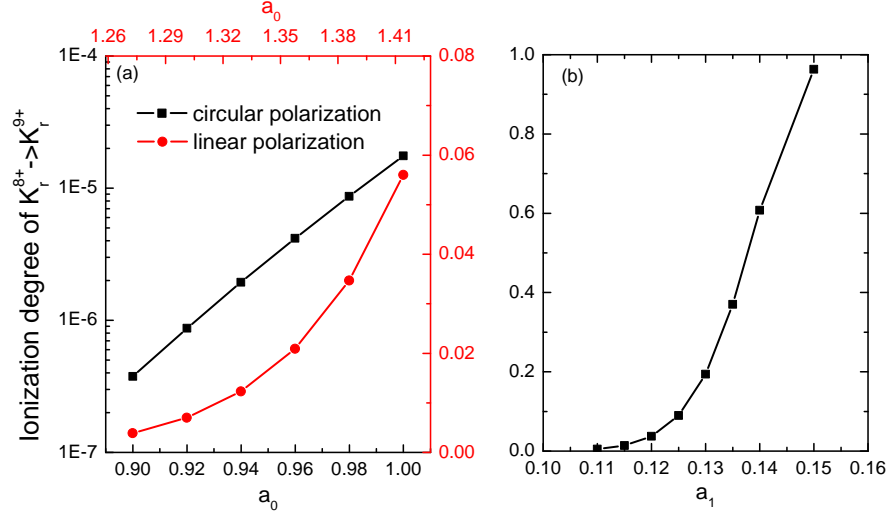 a0
1.26 1.29 1.32 1.35 1.38 1.41
(a)
circular polarization
linear polarization
1E-4
1E-5
1E-6
1E-7
Ionization degree of Kr8+->Kr9+
0.08
0.06
0.04
0.02
0.00
0.90 0.92 0.94 0.96 0.98 1.00
a0
(b)
1.0
0.8
0.6
0.4
0.2
0.0
0.10 0.11 0.12 0.13 0.14 0.15 0.16
a1